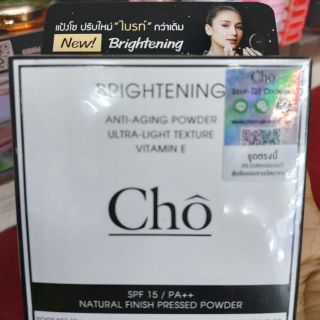 แป้งโช ปรับใหม่ "ไบรท์" กว่าเดิม
New! Brightening
BRIGHTENING
ANTI-AGING POWDER
ULTRA-LIGHT TEXTURE
VITAMIN E
Chô
ขูดตรงนี้
Chô
SPF 15 / PA++
NATURAL FINISH PRESSED POWDER